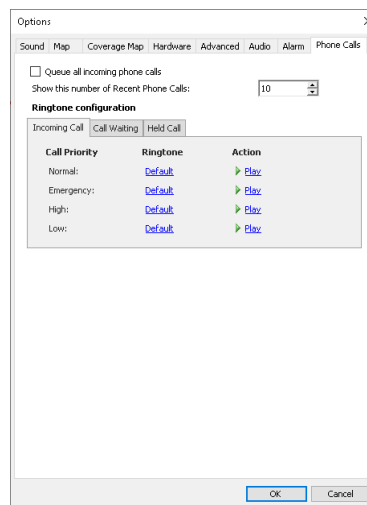 Options
Sound Map Coverage Map Hardware Advanced Audio Alarm Phone Calls
Queue all incoming phone calls
Show this number of Recent Phone Calls: 10
Ringtone configuration
Incoming Call Call Waiting Held Call
Call Priority Ringtone Action
Normal: Default Play
Emergency: Default Play
High: Default Play
Low: Default Play
OK Cancel